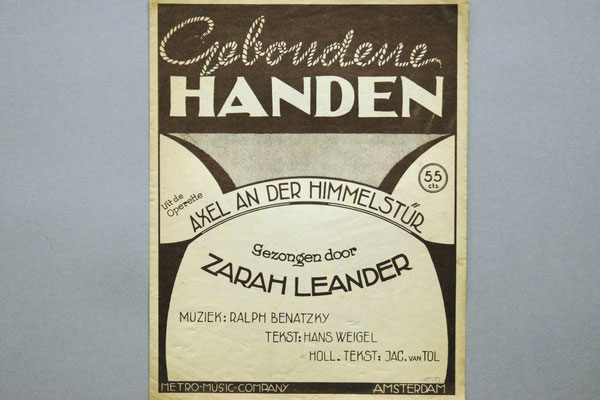 Gebondene
HANDEN
55
cts.
Uit de
Operette
AXEL AN DER HIMMELSTÜR
Gezongen door
ZARAH LEANDER
MUZIEK: RALPH BENATZKY
TEKST: HANS WEIGEL
HOLL. TEKST: JAC. VAN TOL
METRO-MUSIC-COMPANY AMSTERDAM